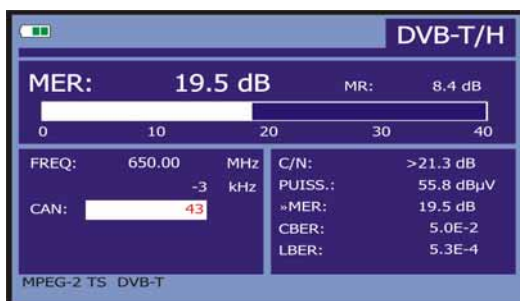 DVB-T/H
MER: 19.5 dB MR: 8.4 dB
0 10 20 30 40
FREQ: 650.00 MHz
-3 kHz
CAN: 43
C/N: >21.3 dB
PUISS.: 55.8 dBµV
»MER: 19.5 dB
CBER: 5.0E-2
LBER: 5.3E-4
MPEG-2 TS DVB-T